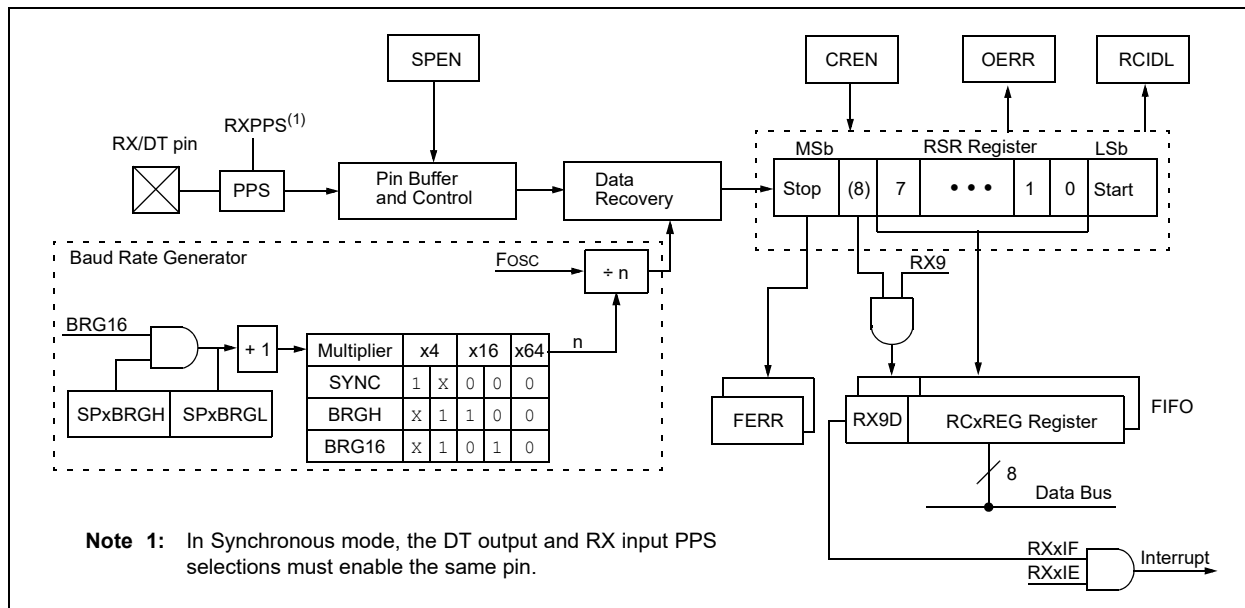 SPEN
CREN
OERR
RCIDL
RXPPS(1)
RX/DT pin
PPS
Pin Buffer
and Control
Data
Recovery
MSb
RSR Register
LSb
Stop
(8)
7
• • •
1
0
Start
Baud Rate Generator
FOSC
÷ n
RX9
BRG16
+ 1
n
SPxBRGH
SPxBRGL
Multiplier x4 x16 x64
SYNC 1 X 0 0 0
BRGH X 1 1 0 0
BRG16 X 1 0 1 0
FERR
RX9D
RCxREG Register
FIFO
8
Data Bus
RXxIF
RXxIE
Interrupt
Note 1: In Synchronous mode, the DT output and RX input PPS
selections must enable the same pin.